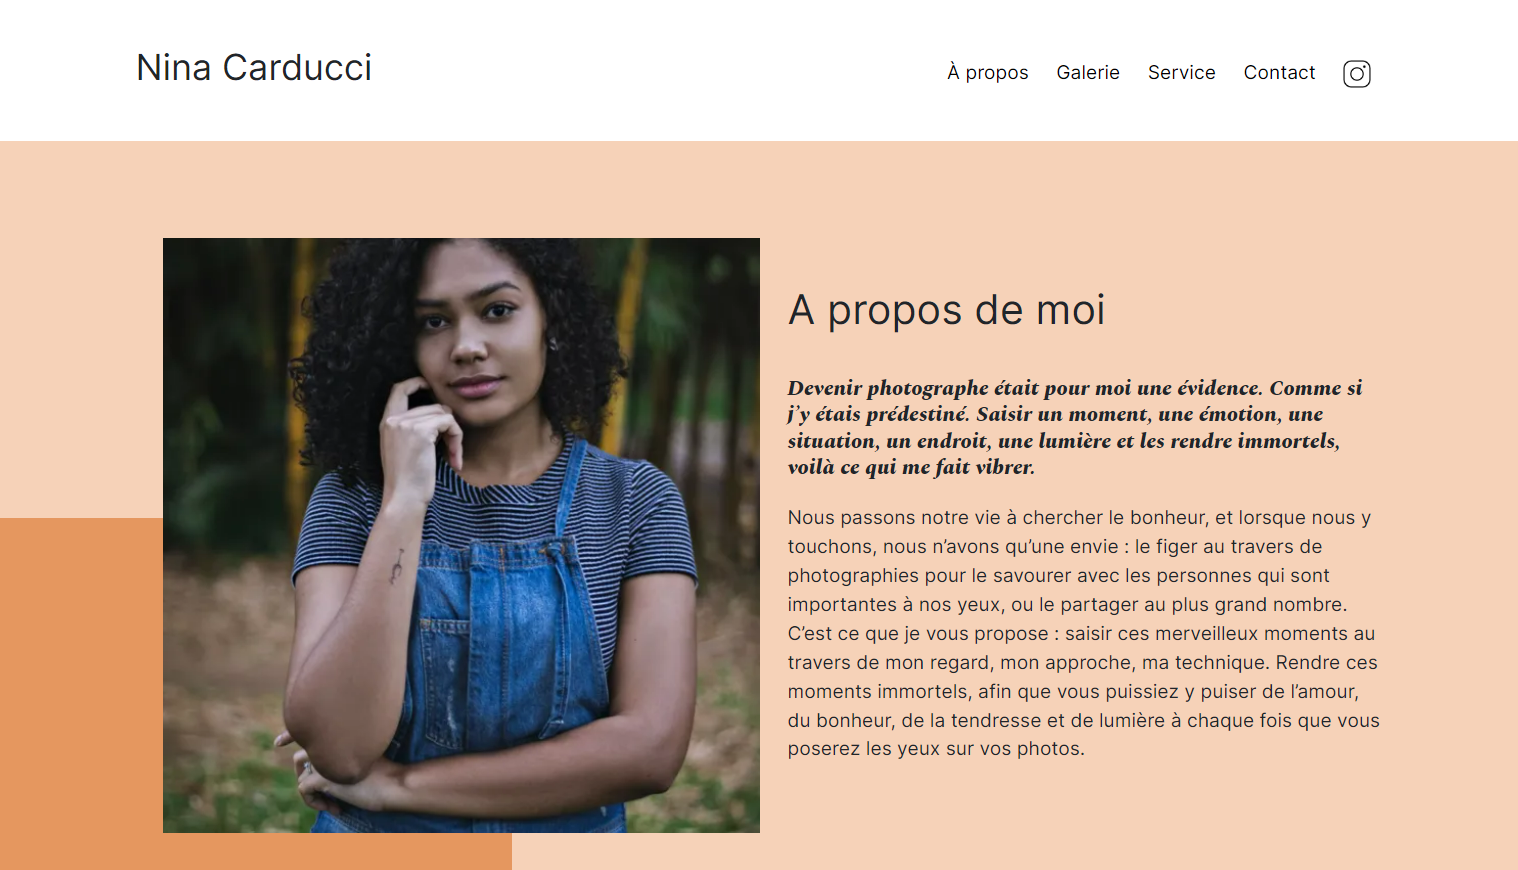 Nina Carducci
À propos Galerie Service Contact
A propos de moi
Devenir photographe était pour moi une évidence. Comme si
j’y étais prédestiné. Saisir un moment, une émotion, une
situation, un endroit, une lumière et les rendre immortels,
voilà ce qui me fait vibrer.
Nous passons notre vie à chercher le bonheur, et lorsque nous y
touchons, nous n’avons qu’une envie : le figer au travers de
photographies pour le savourer avec les personnes qui sont
importantes à nos yeux, ou le partager au plus grand nombre.
C’est ce que je vous propose : saisir ces merveilleux moments au
travers de mon regard, mon approche, ma technique. Rendre ces
moments immortels, afin que vous puissiez y puiser de l’amour,
du bonheur, de la tendresse et de lumière à chaque fois que vous
poserez les yeux sur vos photos.